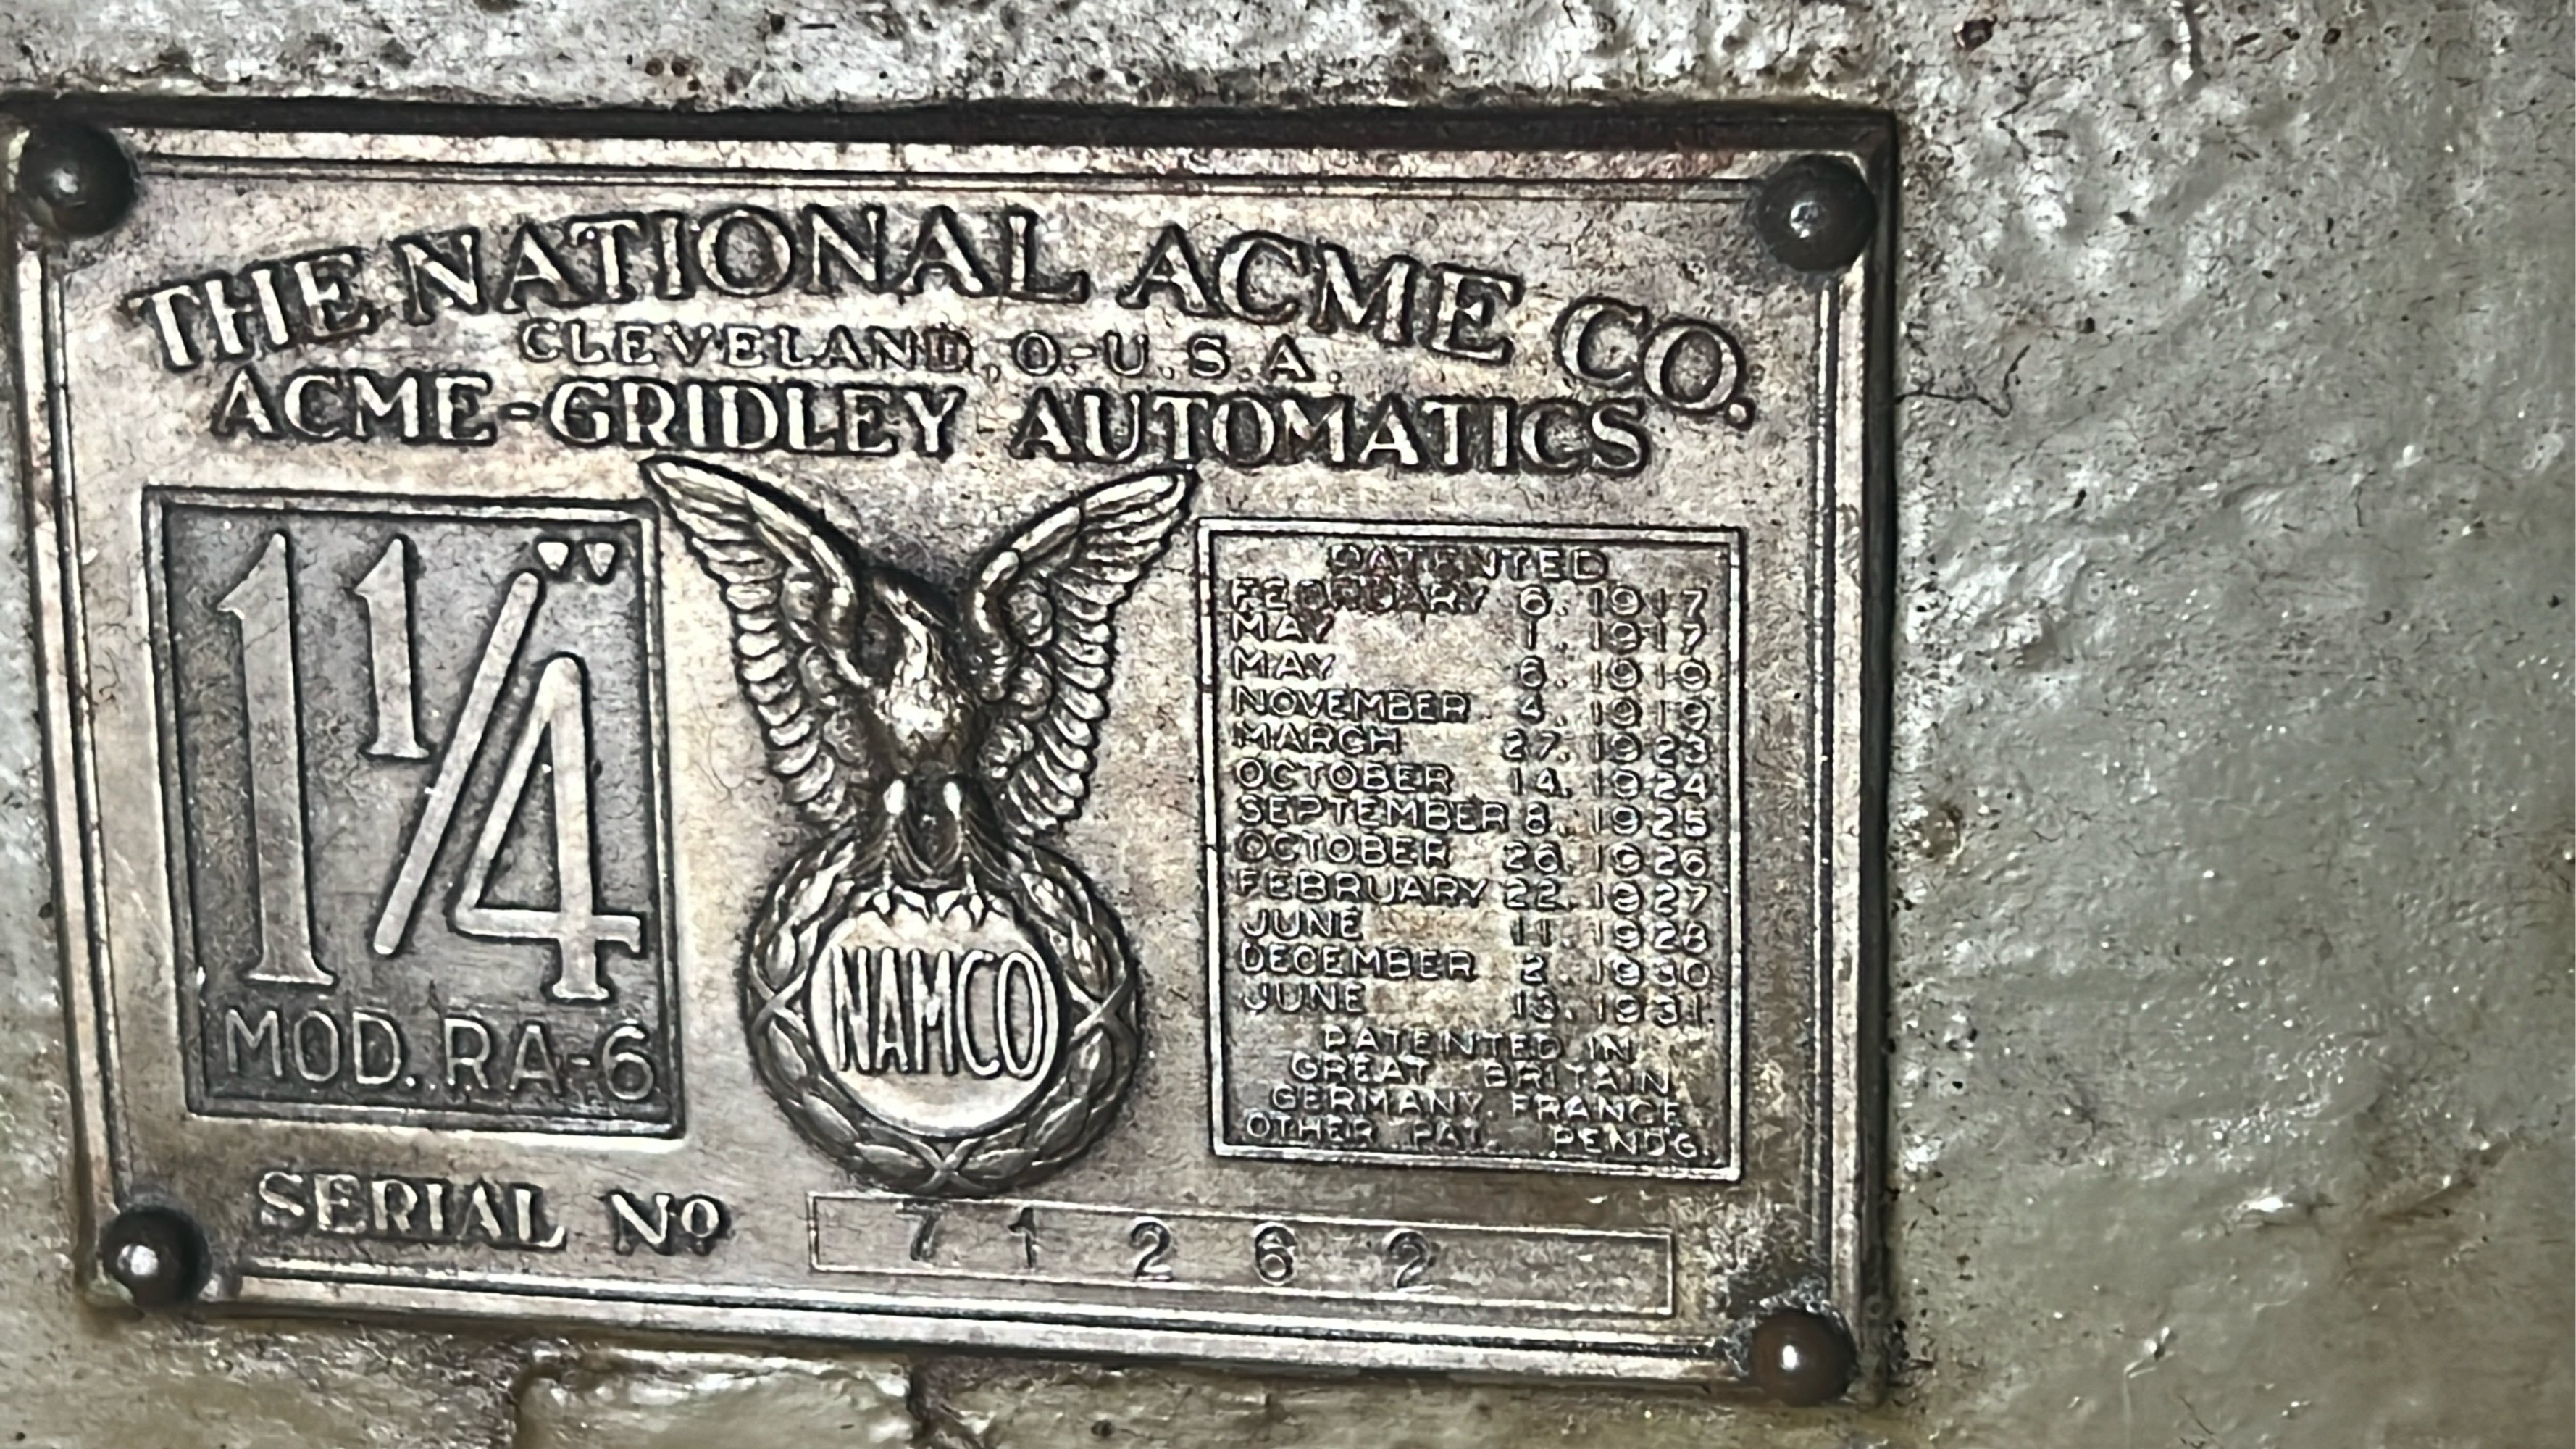 THE NATIONAL ACME CO.
CLEVELAND, O.-U.S.A.
ACME-GRIDLEY AUTOMATICS
1 1/4"
MOD. RA-6
NAMCO
PATENTED
FEBRUARY 6. 1917
MAY 1. 1917
MAY 6. 1919
NOVEMBER 4. 1919
MARCH 27. 1923
OCTOBER 14. 1924
SEPTEMBER 8. 1925
OCTOBER 26. 1926
FEBRUARY 22. 1927
JUNE 11. 1928
DECEMBER 2. 1930
JUNE 1931.
PATENTED IN
GREAT BRITAIN
GERMANY. FRANCE
OTHER PAT. PEND'G.
SERIAL No 71262